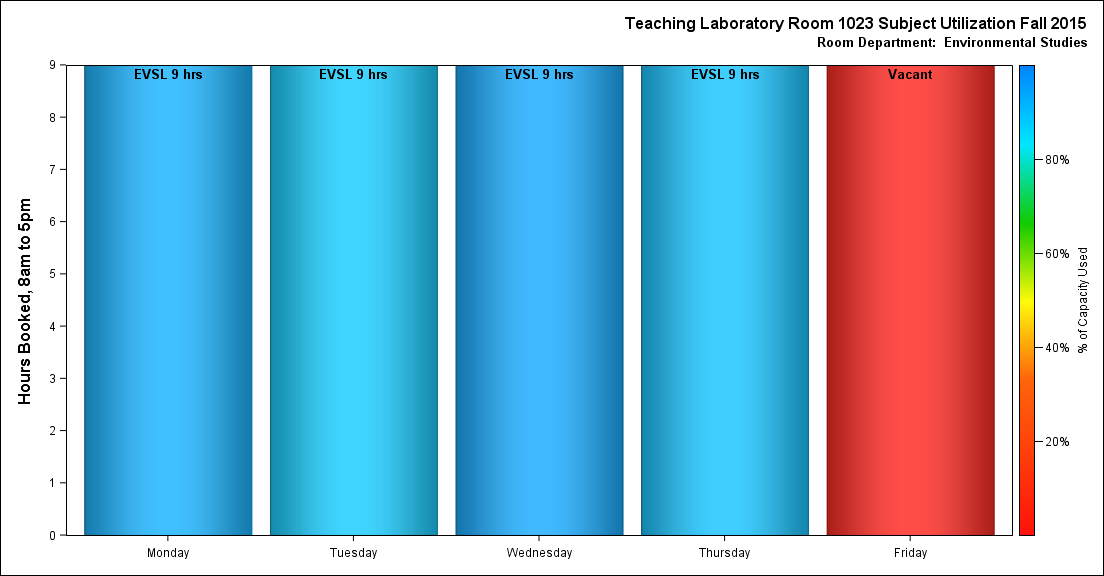 Teaching Laboratory Room 1023 Subject Utilization Fall 2015
Room Department:  Environmental Studies
Hours Booked, 8am to 5pm
9
8
7
6
5
4
3
2
1
0
EVSL 9 hrs
EVSL 9 hrs
EVSL 9 hrs
EVSL 9 hrs
Vacant
Monday
Tuesday
Wednesday
Thursday
Friday
80%
60%
40%
20%
% of Capacity Used